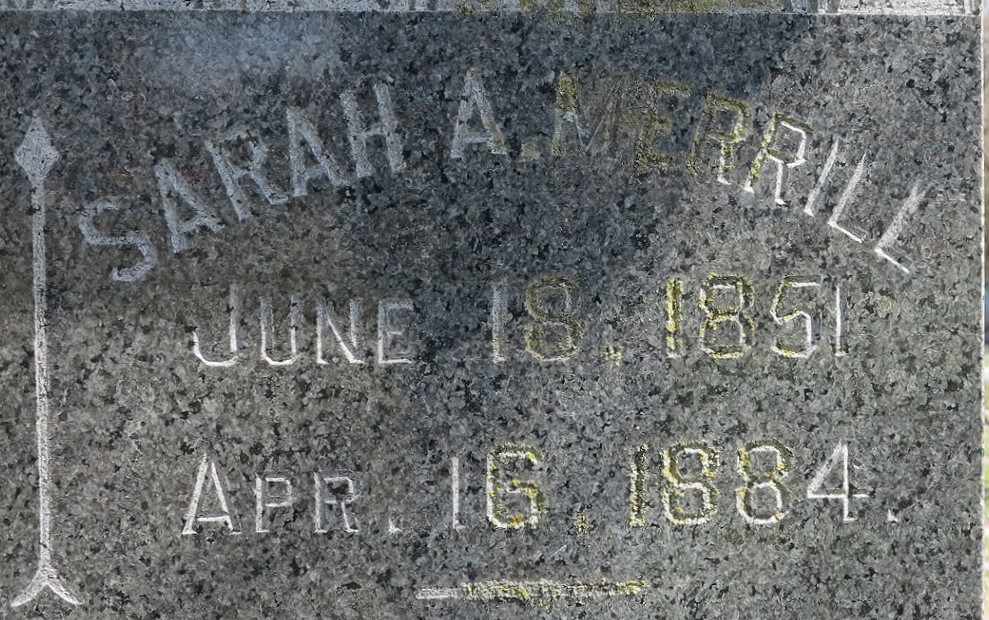 SARAH A. MERRILL
JUNE 18. 1851
APR. 16. 1884.